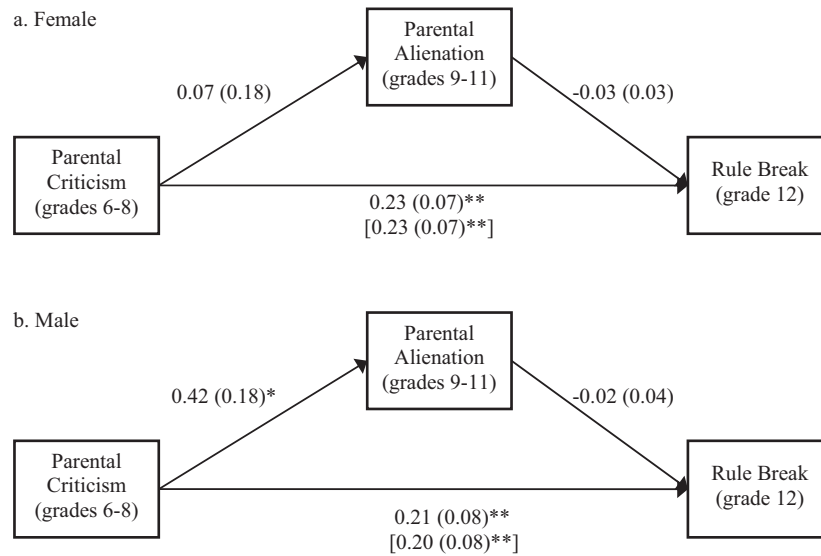 a. Female
Parental
Alienation
(grades 9-11)
0.07 (0.18)
-0.03 (0.03)
Parental
Criticism
(grades 6-8)
Rule Break
(grade 12)
0.23 (0.07)**
[0.23 (0.07)**]
b. Male
Parental
Alienation
(grades 9-11)
0.42 (0.18)*
-0.02 (0.04)
Parental
Criticism
(grades 6-8)
Rule Break
(grade 12)
0.21 (0.08)**
[0.20 (0.08)**]